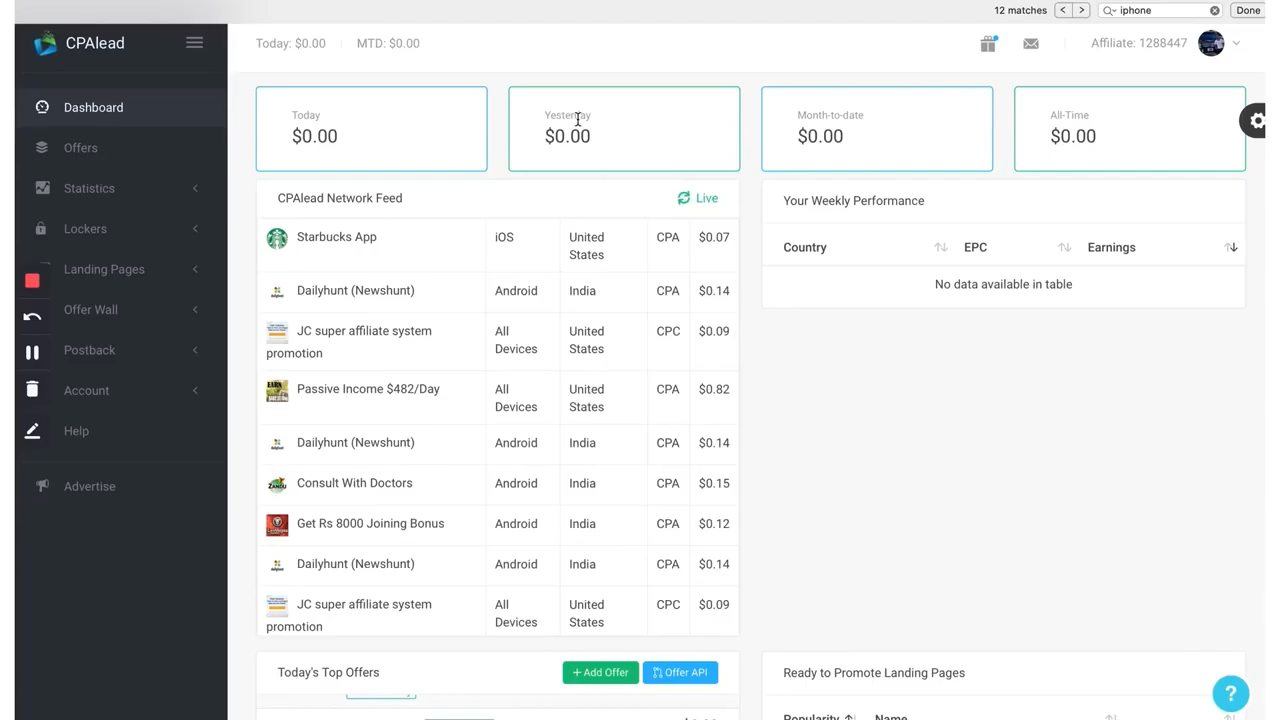 12 matches
iphone
Done
CPAlead
Today: $0.00
MTD: $0.00
Affiliate: 1288447
Dashboard
Offers
Statistics
Lockers
Landing Pages
Offer Wall
Postback
Account
Help
Advertise
Today
$0.00
Yesterday
$0.00
Month-to-date
$0.00
All-Time
$0.00
CPAlead Network Feed
Live
Starbucks App iOS United States CPA $0.07
Dailyhunt (Newshunt) Android India CPA $0.14
JC super affiliate system promotion All Devices United States CPC $0.09
Passive Income $482/Day All Devices United States CPA $0.82
Dailyhunt (Newshunt) Android India CPA $0.14
Consult With Doctors Android India CPA $0.15
Get Rs 8000 Joining Bonus Android India CPA $0.12
Dailyhunt (Newshunt) Android India CPA $0.14
JC super affiliate system promotion All Devices United States CPC $0.09
Your Weekly Performance
Country EPC Earnings
No data available in table
Today's Top Offers
+ Add Offer
Offer API
Ready to Promote Landing Pages
Popularity Name
?